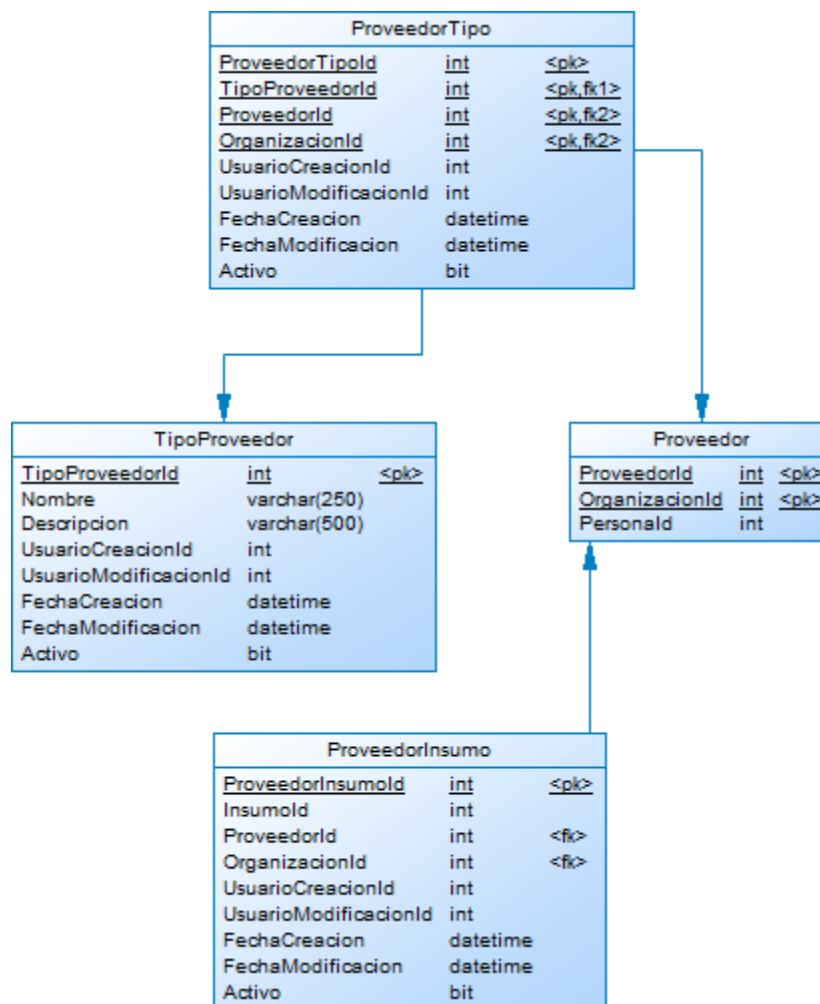 ProveedorTipo
ProveedorTipoId int <pk>
TipoProveedorId int <pk,fk1>
ProveedorId int <pk,fk2>
OrganizacionId int <pk,fk2>
UsuarioCreacionId int
UsuarioModificacionId int
FechaCreacion datetime
FechaModificacion datetime
Activo bit
TipoProveedor
TipoProveedorId int <pk>
Nombre varchar(250)
Descripcion varchar(500)
UsuarioCreacionId int
UsuarioModificacionId int
FechaCreacion datetime
FechaModificacion datetime
Activo bit
Proveedor
ProveedorId int <pk>
OrganizacionId int <pk>
PersonaId int
ProveedorInsumo
ProveedorInsumoId int <pk>
InsumoId int
ProveedorId int <fk>
OrganizacionId int <fk>
UsuarioCreacionId int
UsuarioModificacionId int
FechaCreacion datetime
FechaModificacion datetime
Activo bit